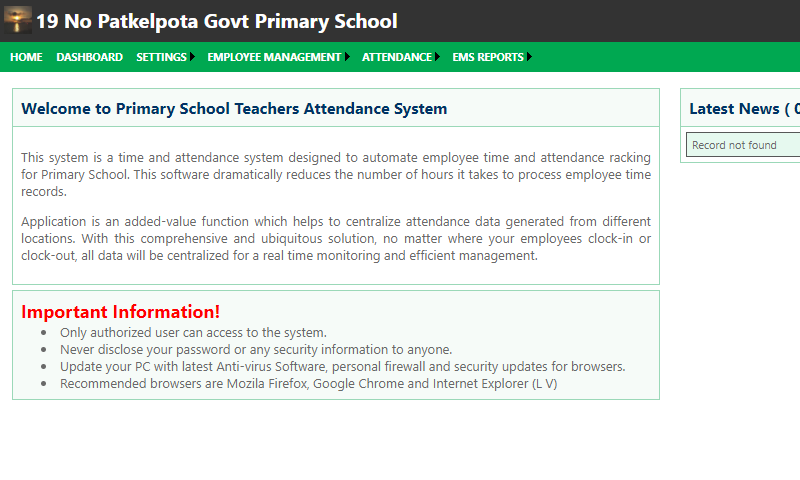 19 No Patkelpota Govt Primary School
HOME DASHBOARD SETTINGS EMPLOYEE MANAGEMENT ATTENDANCE EMS REPORTS
Welcome to Primary School Teachers Attendance System
This system is a time and attendance system designed to automate employee time and attendance racking
for Primary School. This software dramatically reduces the number of hours it takes to process employee time
records.
Application is an added-value function which helps to centralize attendance data generated from different
locations. With this comprehensive and ubiquitous solution, no matter where your employees clock-in or
clock-out, all data will be centralized for a real time monitoring and efficient management.
Important Information!
Only authorized user can access to the system.
Never disclose your password or any security information to anyone.
Update your PC with latest Anti-virus Software, personal firewall and security updates for browsers.
Recommended browsers are Mozila Firefox, Google Chrome and Internet Explorer (L V)
Latest News (
Record not found